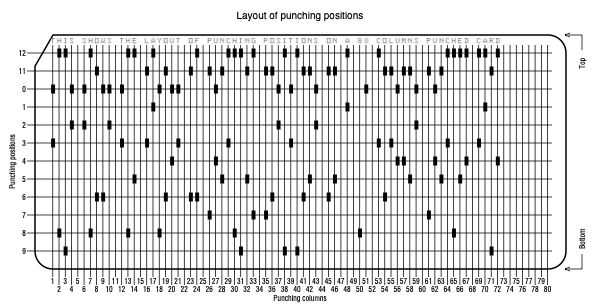 Layout of punching positions
THIS SHOWS THE LAYOUT OF PUNCHING POSITIONS ON A 80 COLUMNS PUNCHED CARD
Top
12
11
0
1
2
3
4
5
6
7
8
9
Punching positions
Bottom
1 3 5 7 9 11 13 15 17 19 21 23 25 27 29 31 33 35 37 39 41 43 45 47 49 51 53 55 57 59 61 63 65 67 69 71 73 75 77 79
2 4 6 8 10 12 14 16 18 20 22 24 26 28 30 32 34 36 38 40 42 44 46 48 50 52 54 56 58 60 62 64 66 68 70 72 74 76 78 80
Punching columns